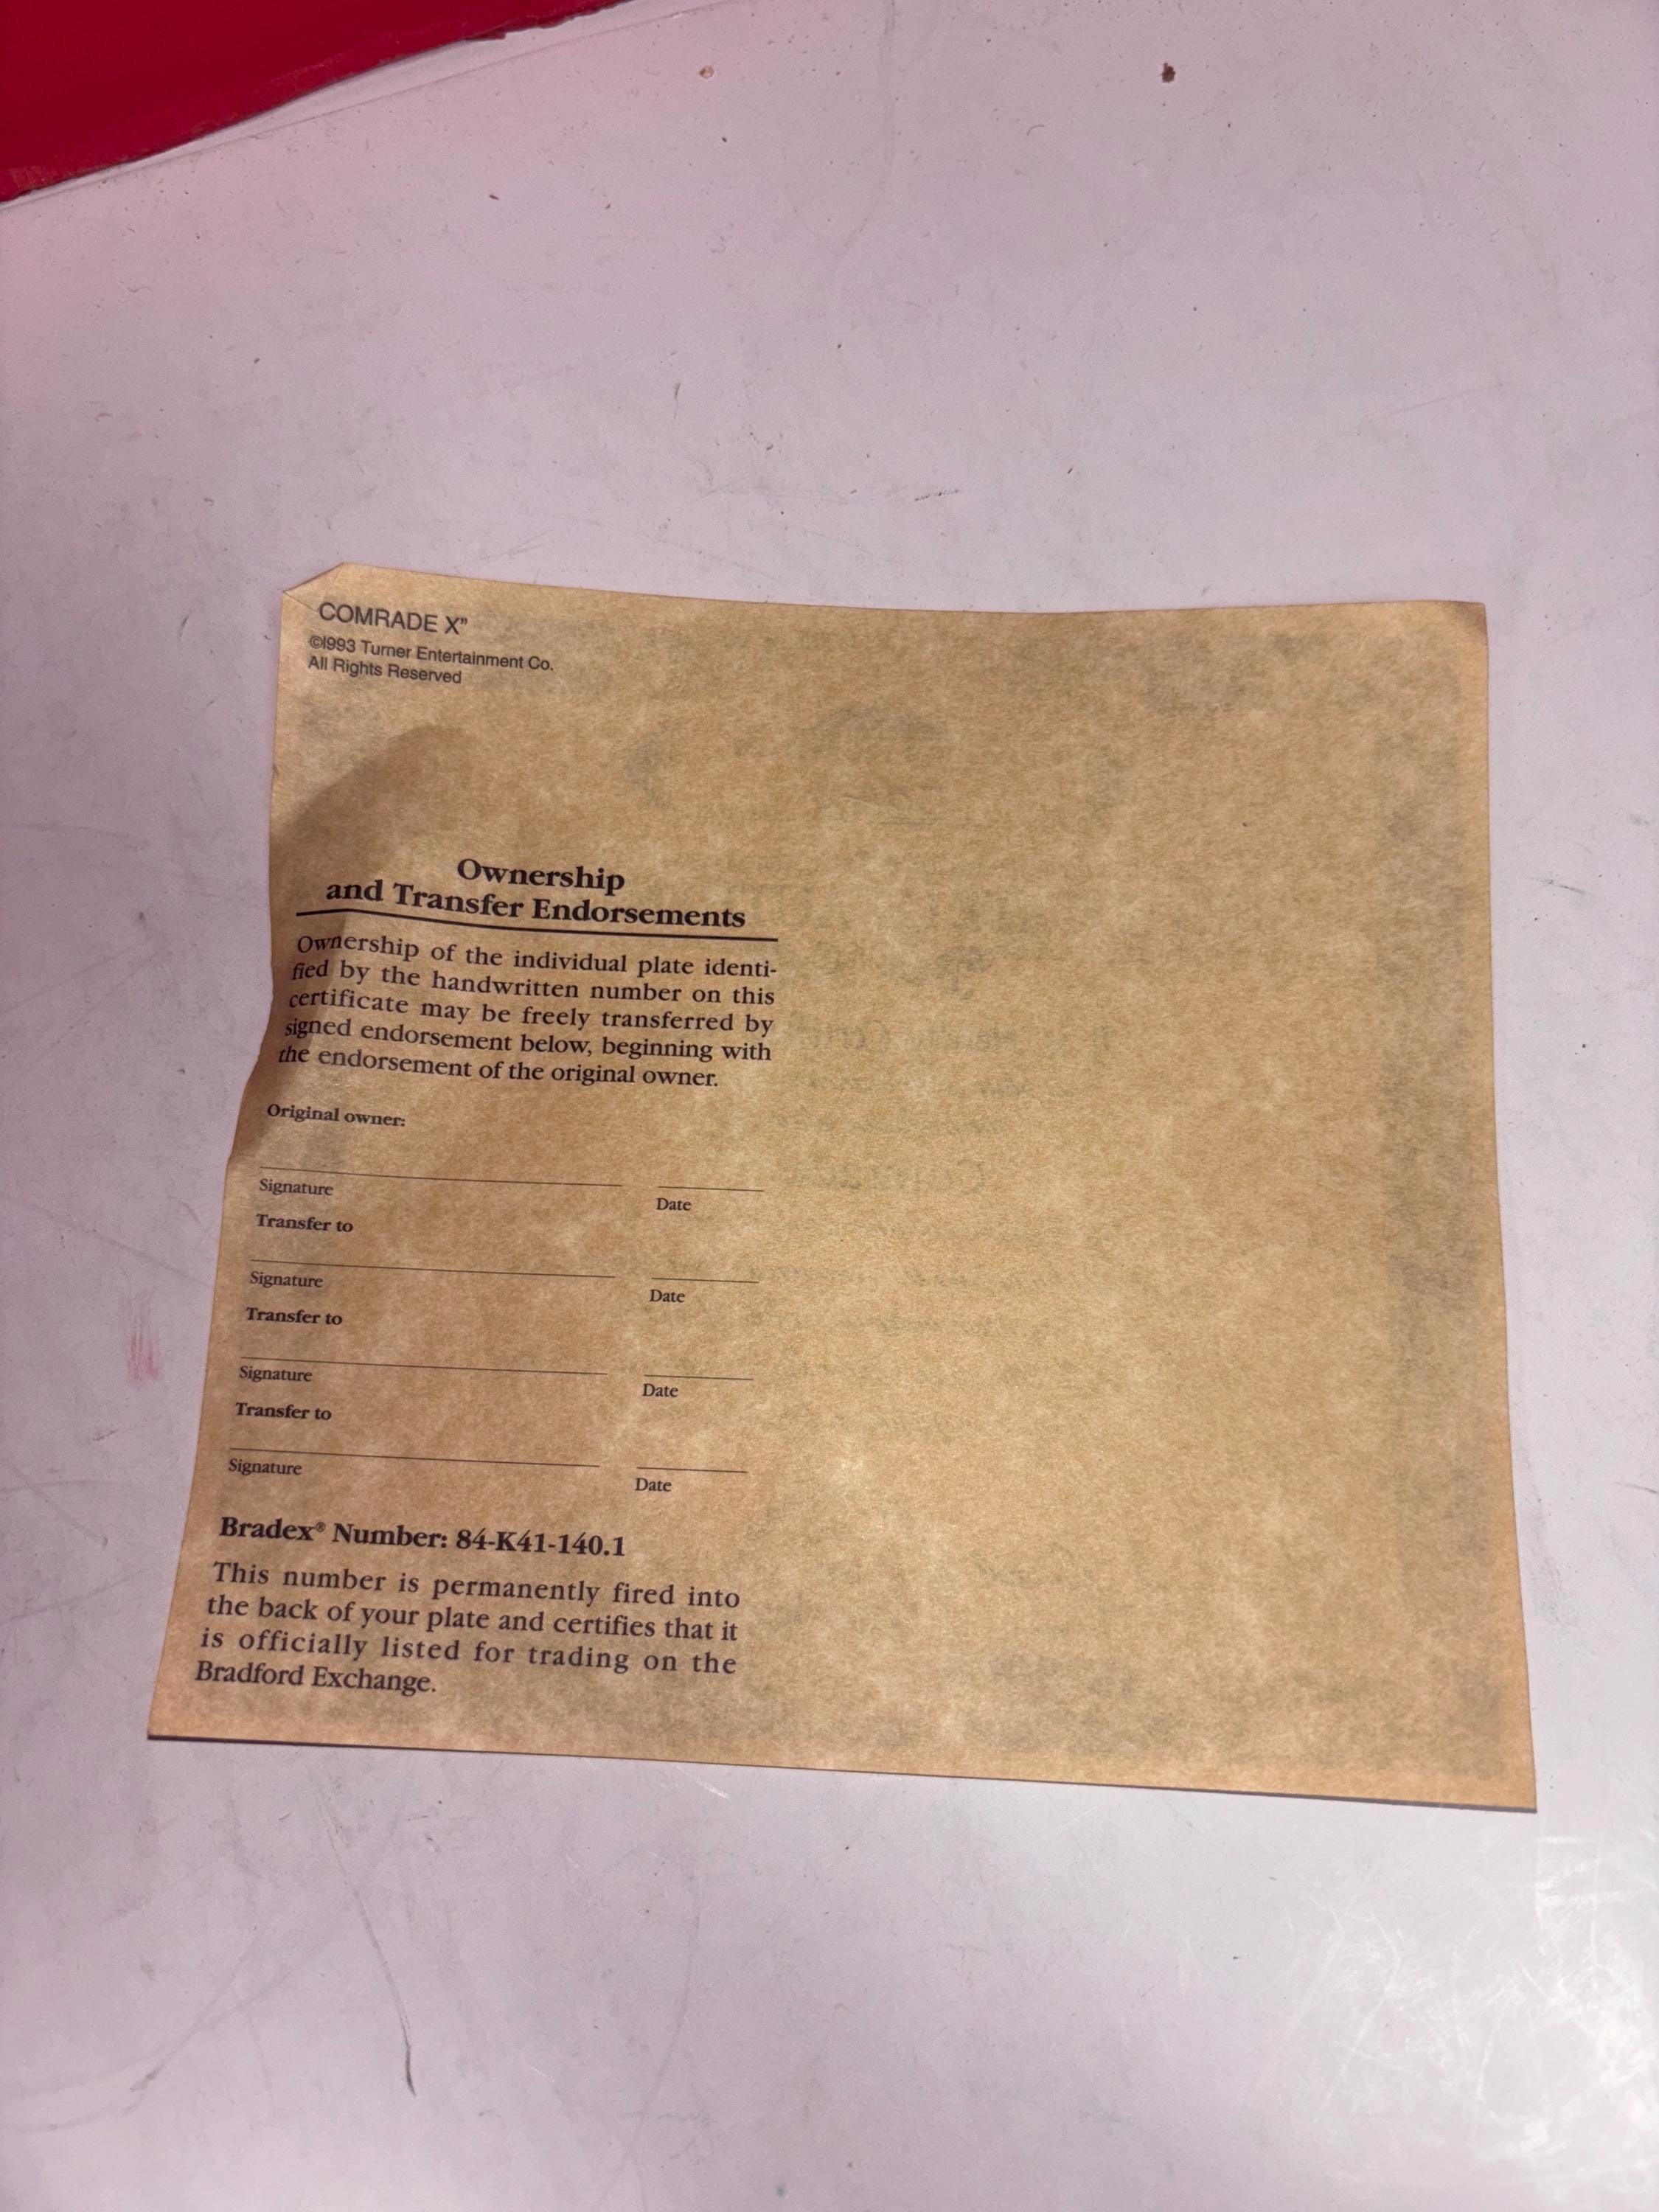 COMRADE X”
©1993 Turner Entertainment Co.
All Rights Reserved
Ownership
and Transfer Endorsements
Ownership of the individual plate identi-
fied by the handwritten number on this
certificate may be freely transferred by
signed endorsement below, beginning with
the endorsement of the original owner.
Original owner:
Signature Date
Transfer to
Signature Date
Transfer to
Signature Date
Transfer to
Signature Date
Bradex® Number: 84-K41-140.1
This number is permanently fired into
the back of your plate and certifies that it
is officially listed for trading on the
Bradford Exchange.